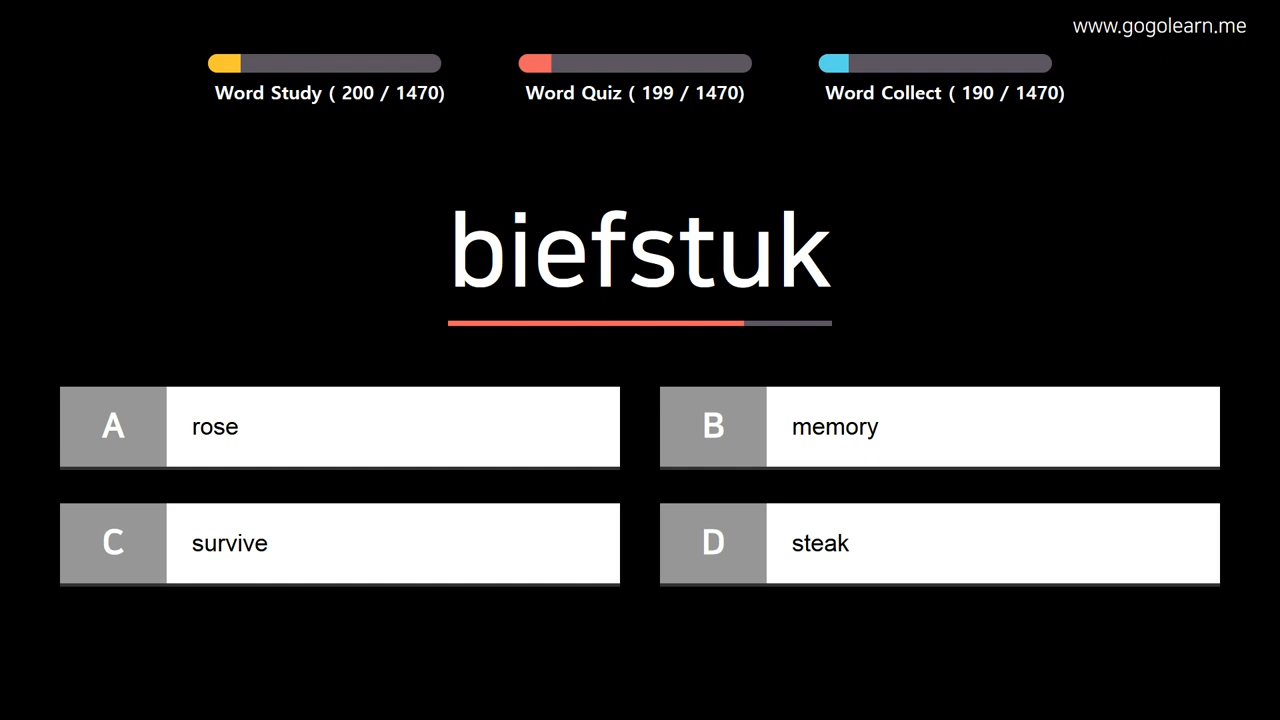 www.gogolearn.me
Word Study ( 200 / 1470)
Word Quiz ( 199 / 1470)
Word Collect ( 190 / 1470)
biefstuk
A rose
B memory
C survive
D steak